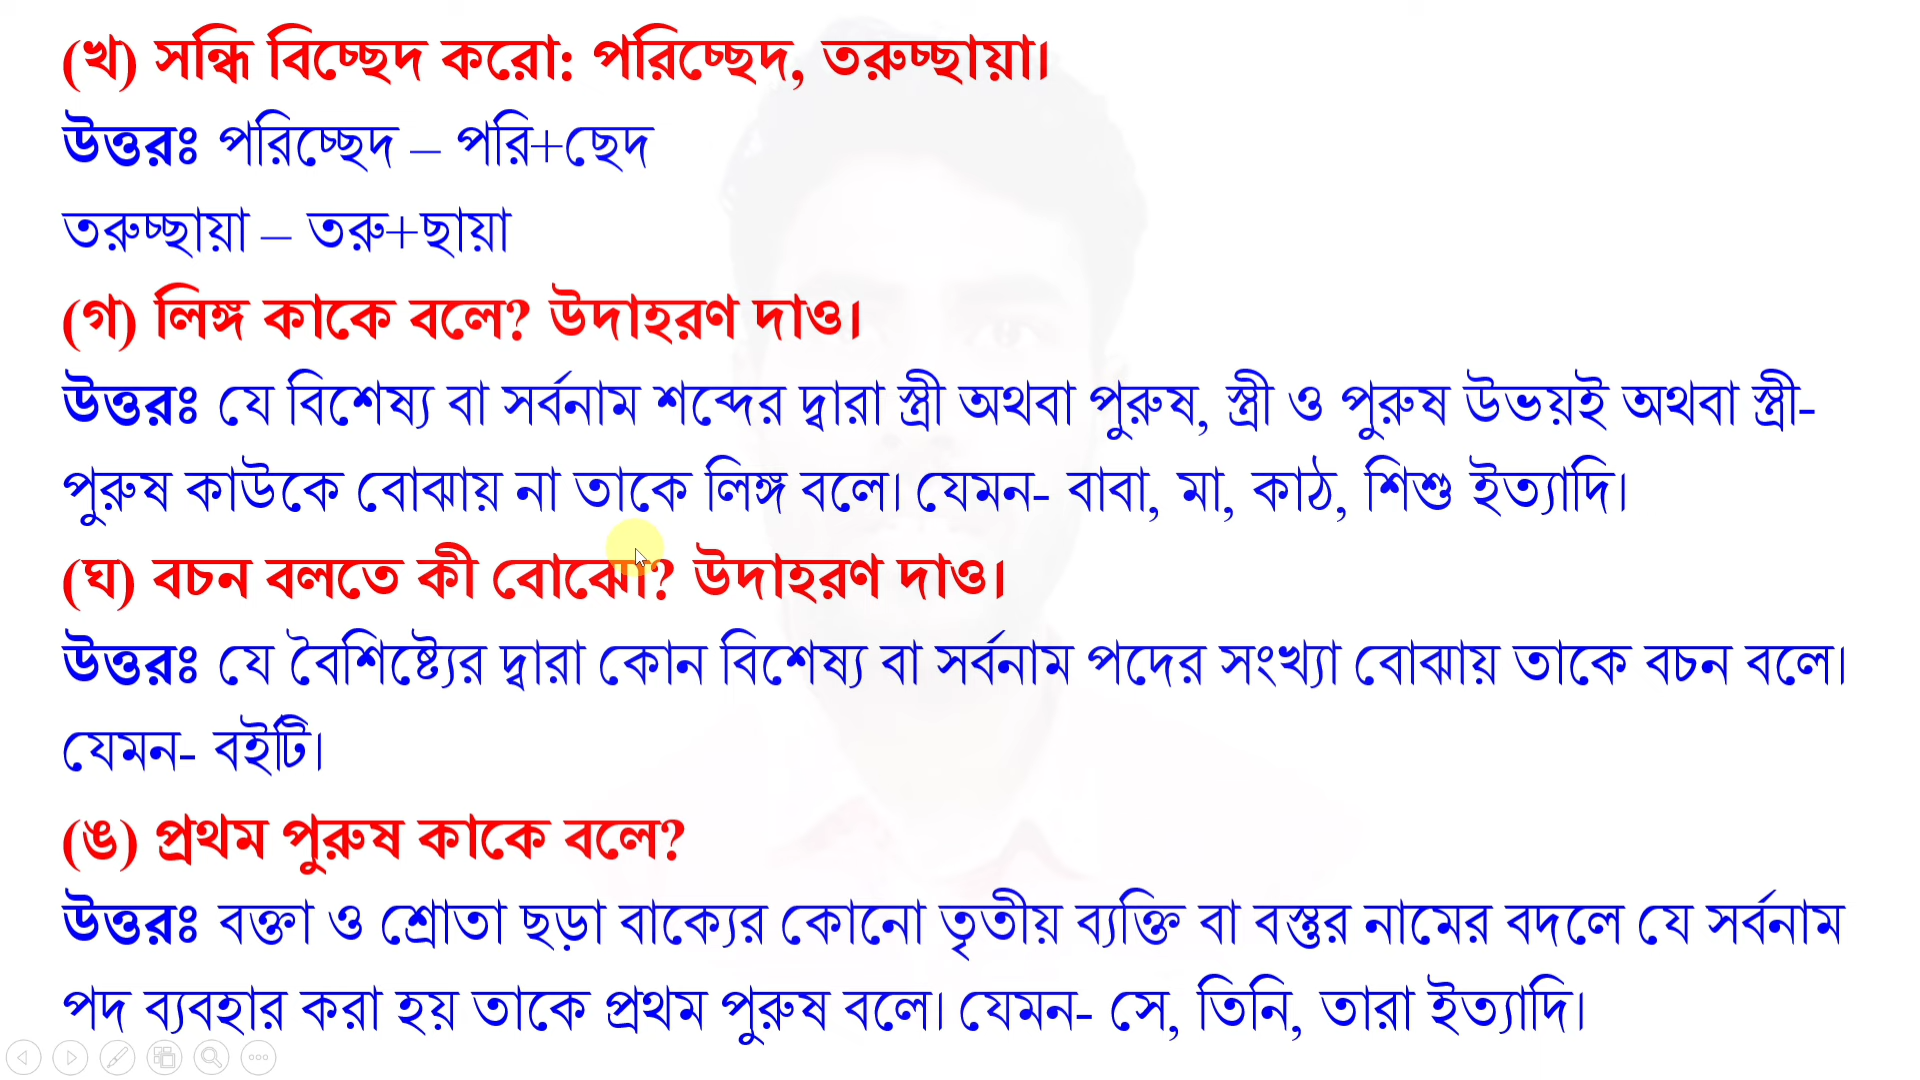 (খ) সন্ধি বিচ্ছেদ করো: পরিচ্ছেদ, তরুচ্ছায়া।
উত্তরঃ পরিচ্ছেদ – পরি+ছেদ
তরুচ্ছায়া – তরু+ছায়া
(গ) লিঙ্গ কাকে বলে? উদাহরণ দাও।
উত্তরঃ যে বিশেষ্য বা সর্বনাম শব্দের দ্বারা স্ত্রী অথবা পুরুষ, স্ত্রী ও পুরুষ উভয়ই অথবা স্ত্রী-
পুরুষ কাউকে বোঝায় না তাকে লিঙ্গ বলে। যেমন- বাবা, মা, কাঠ, শিশু ইত্যাদি।
(ঘ) বচন বলতে কী বোঝো? উদাহরণ দাও।
উত্তরঃ যে বৈশিষ্ট্যের দ্বারা কোন বিশেষ্য বা সর্বনাম পদের সংখ্যা বোঝায় তাকে বচন বলে।
যেমন- বইটি।
(ঙ) প্রথম পুরুষ কাকে বলে?
উত্তরঃ বক্তা ও শ্রোতা ছড়া বাক্যের কোনো তৃতীয় ব্যক্তি বা বস্তুর নামের বদলে যে সর্বনাম
পদ ব্যবহার করা হয় তাকে প্রথম পুরুষ বলে। যেমন- সে, তিনি, তারা ইত্যাদি।